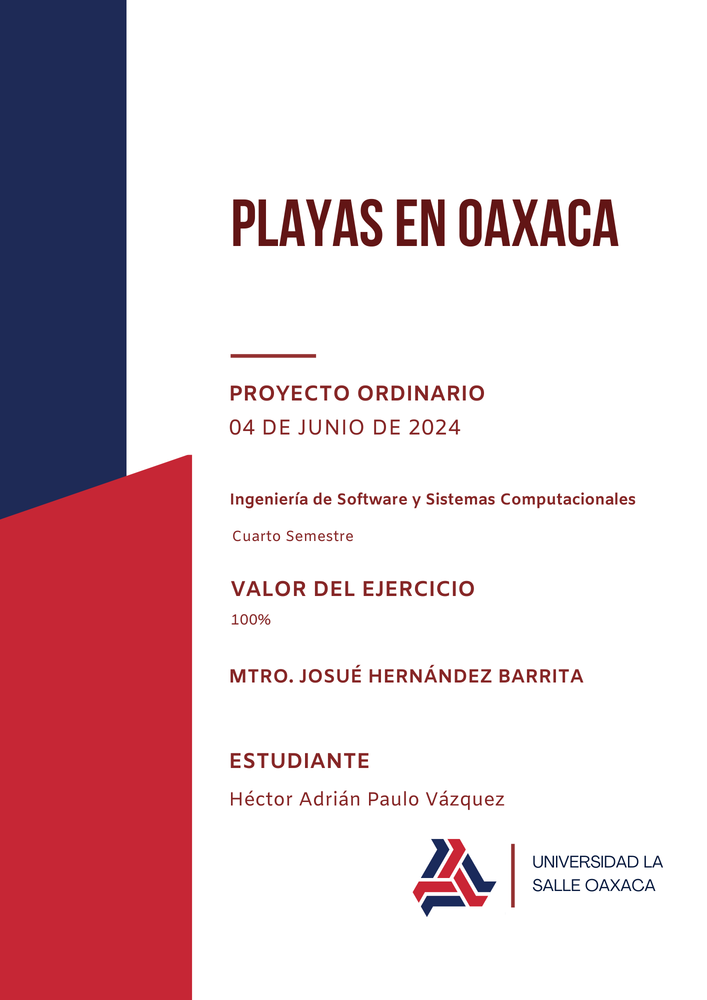 PLAYAS EN OAXACA
PROYECTO ORDINARIO
04 DE JUNIO DE 2024
Ingeniería de Software y Sistemas Computacionales
Cuarto Semestre
VALOR DEL EJERCICIO
100%
MTRO. JOSUÉ HERNÁNDEZ BARRITA
ESTUDIANTE
Héctor Adrián Paulo Vázquez
UNIVERSIDAD LA
SALLE OAXACA